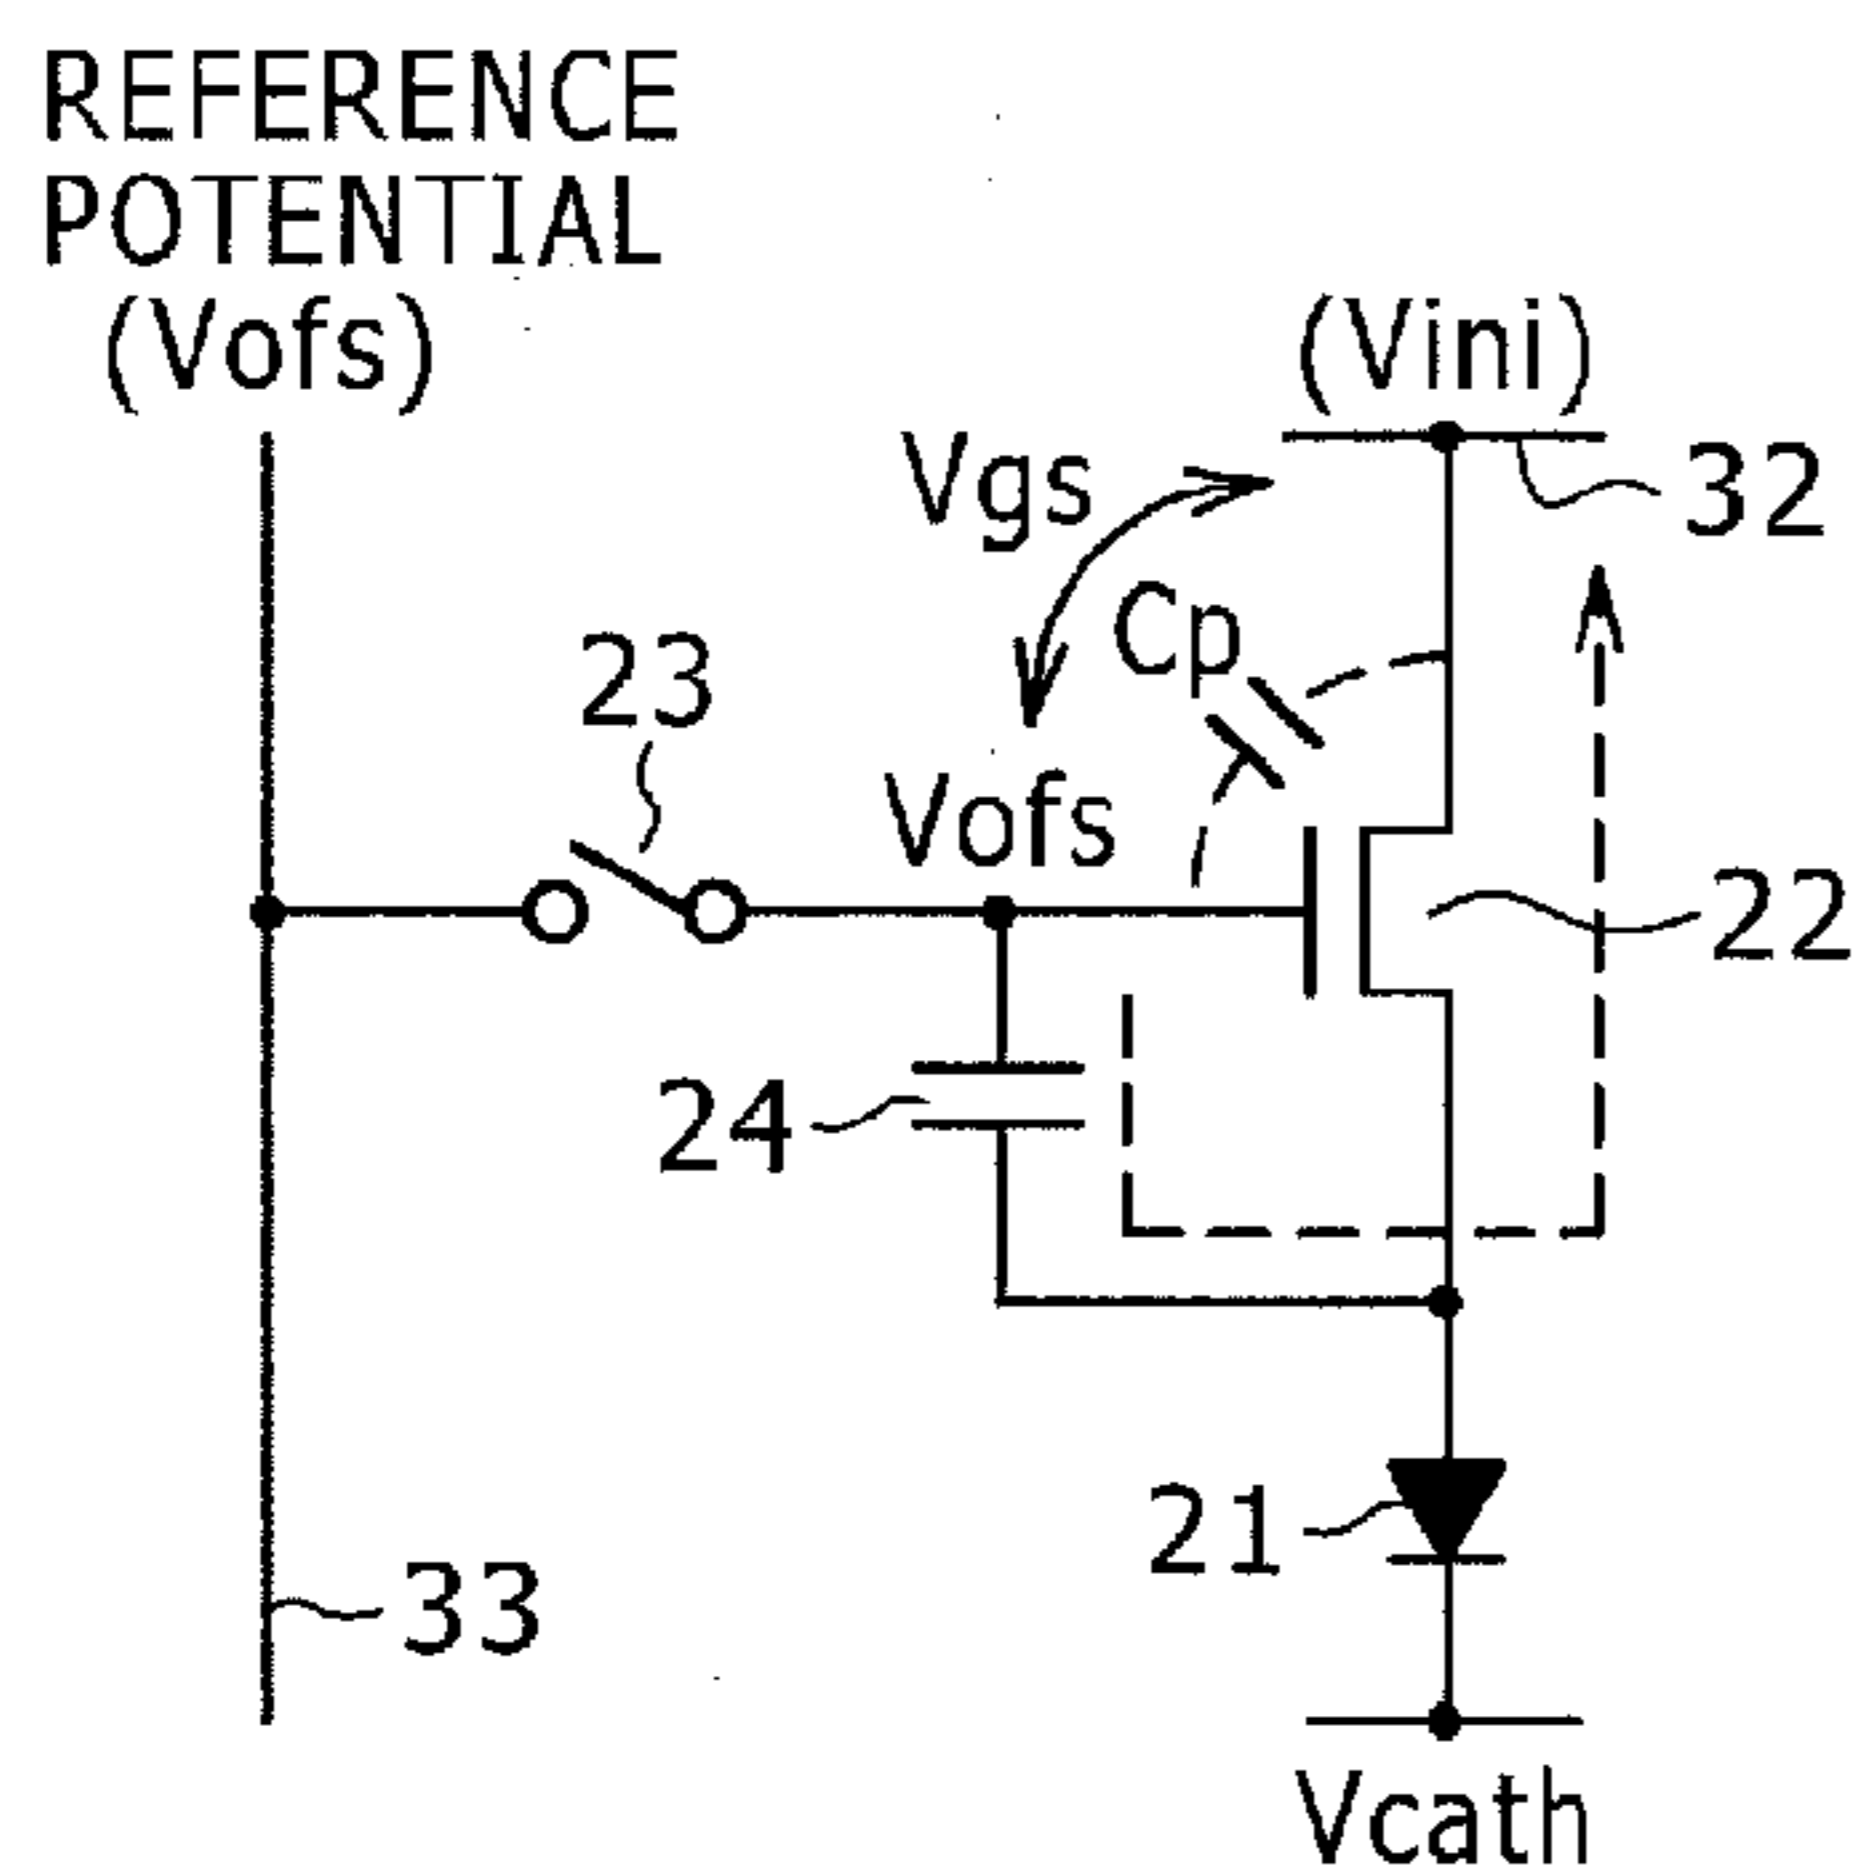 REFERENCE
POTENTIAL
(Vofs)
(Vini)
Vgs
32
Cp
23
Vofs
22
24
21
33
Vcath